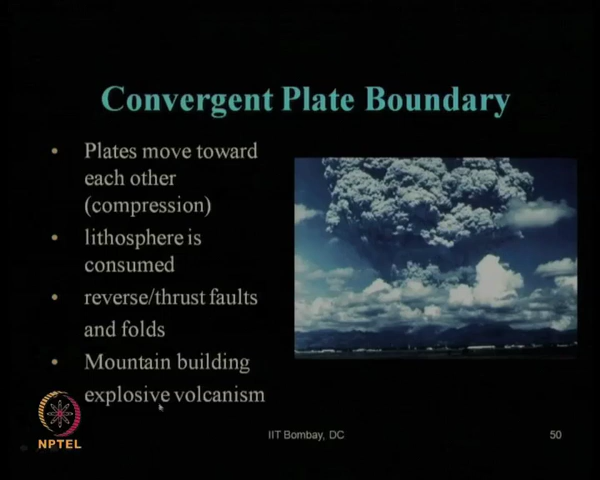 Convergent Plate Boundary
• Plates move toward
each other
(compression)
• lithosphere is
consumed
• reverse/thrust faults
and folds
• Mountain building
explosive volcanism
NPTEL
IIT Bombay, DC
50